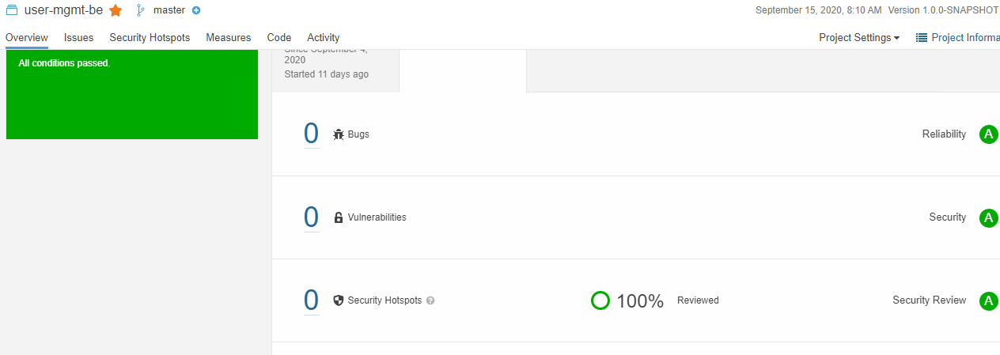 user-mgmt-be master September 15, 2020, 8:10 AM Version 1.0.0-SNAPSHOT
Overview Issues Security Hotspots Measures Code Activity Project Settings Project Informa
All conditions passed.
Since September 4,
2020
Started 11 days ago
0 Bugs Reliability A
0 Vulnerabilities Security A
0 Security Hotspots ? 100% Reviewed Security Review A